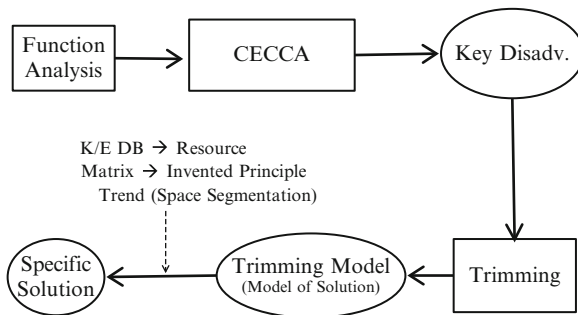 Function
Analysis
CECCA
Key Disadv.
K/E DB → Resource
Matrix → Invented Principle
Trend (Space Segmentation)
Specific
Solution
Trimming Model
(Model of Solution)
Trimming